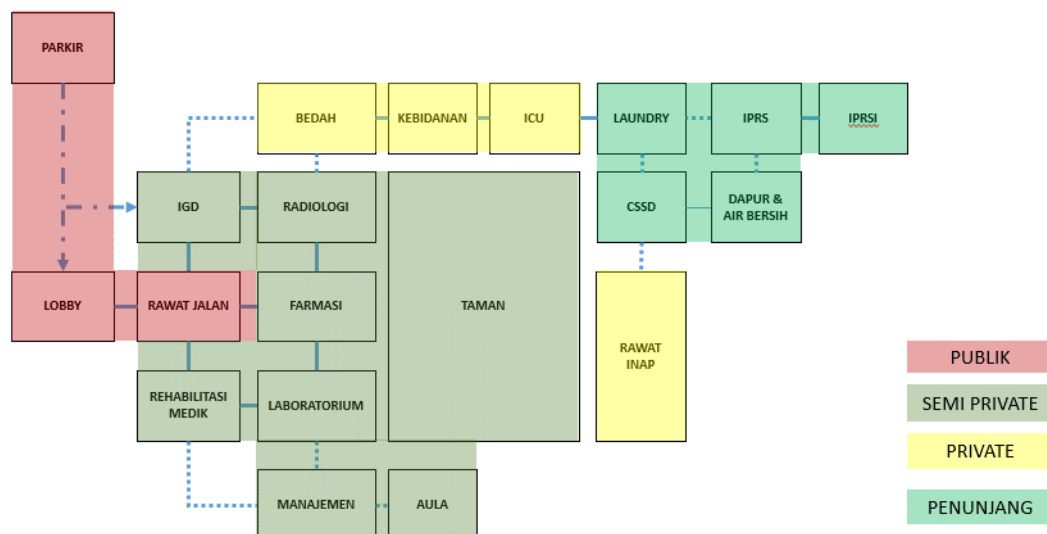 PARKIR
BEDAH
KEBIDANAN
ICU
LAUNDRY
IPRS
IPRSI
IGD
RADIOLOGI
CSSD
DAPUR &
AIR BERSIH
LOBBY
RAWAT JALAN
FARMASI
TAMAN
RAWAT
INAP
REHABILITASI
MEDIK
LABORATORIUM
MANAJEMEN
AULA
PUBLIK
SEMI PRIVATE
PRIVATE
PENUNJANG